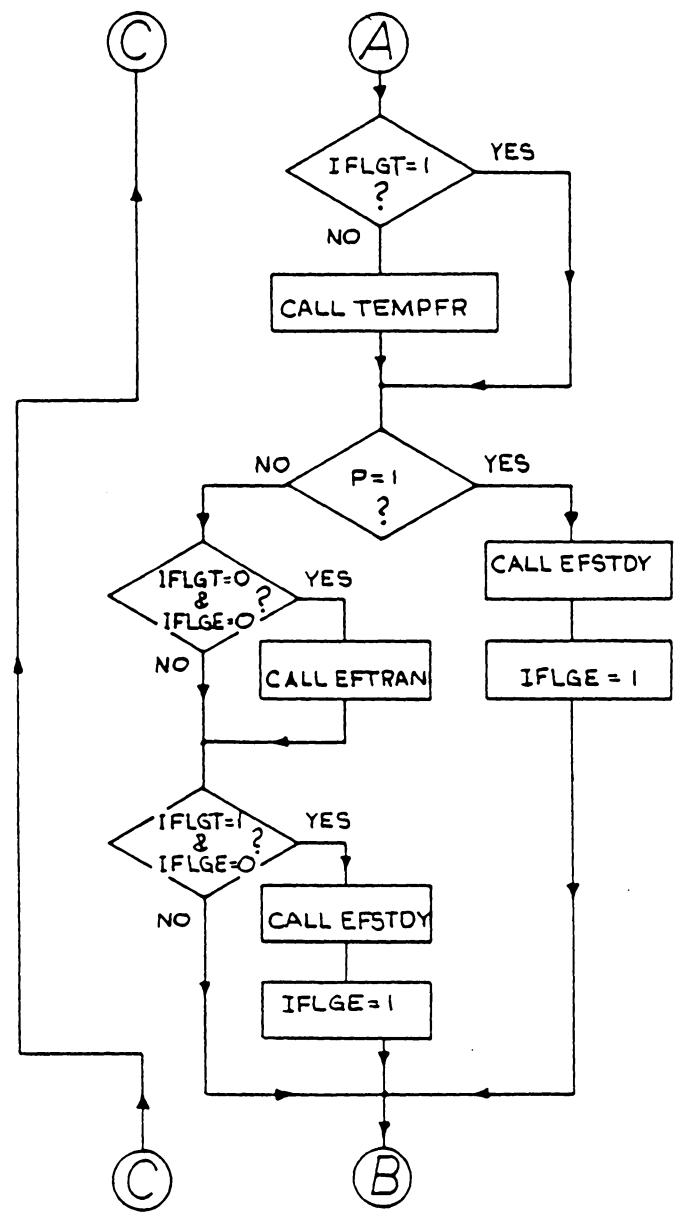 C
A
IFLGT=1
?
YES
NO
CALL TEMPFR
NO
P=1
?
YES
IFLGT=0
&
IFLGE=0
?
YES
CALL EFSTDY
NO
CALL EFTRAN
IFLGE = 1
IFLGT=1
&
IFLGE=0
?
YES
NO
CALL EFSTDY
IFLGE=1
C
B